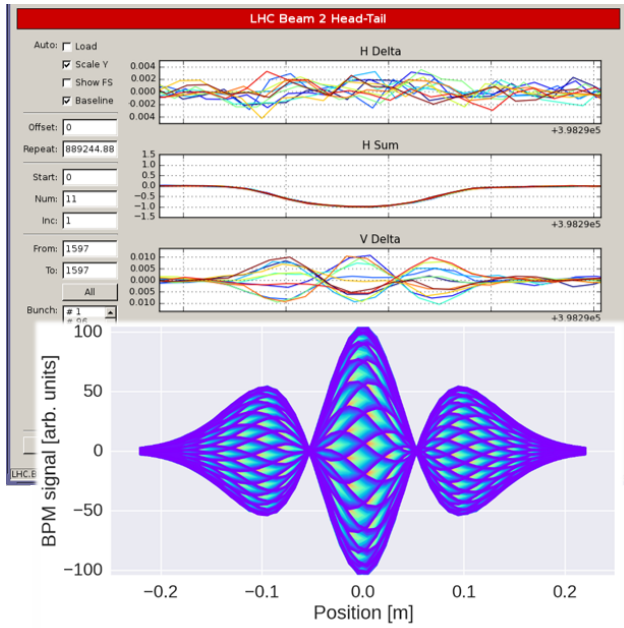 LHC Beam 2 Head-Tail
Auto: Load
Scale Y
Show FS
Baseline
Offset: 0
Repeat: 889244.88
Start: 0
Num: 11
Inc: 1
From: 1597
To: 1597
All
Bunch: # 1
# 96
LHC.B
H Delta
0.004
0.002
0.000
0.002
0.004
+3.9829e5
H Sum
1.5
1.0
0.5
0.0
−0.5
−1.0
−1.5
+3.9829e5
V Delta
0.010
0.005
0.000
0.005
0.010
+3.9829e5
BPM signal [arb. units]
100
50
0
−50
−100
−0.2 −0.1 0.0 0.1 0.2
Position [m]